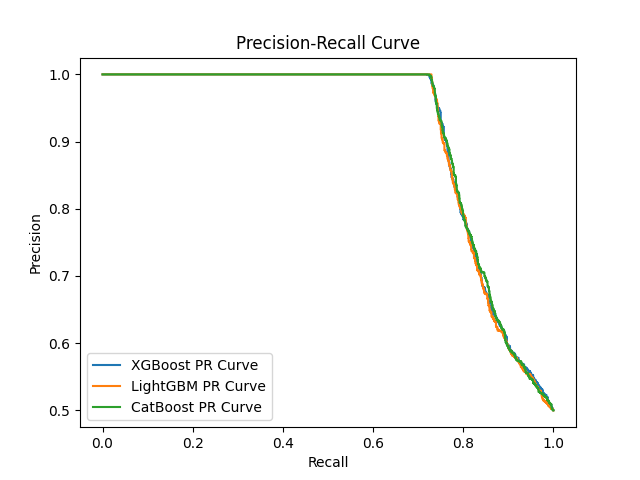 Precision-Recall Curve
1.0
0.9
0.8
0.7
0.6
0.5
Precision
XGBoost PR Curve
LightGBM PR Curve
CatBoost PR Curve
0.0 0.2 0.4 0.6 0.8 1.0
Recall